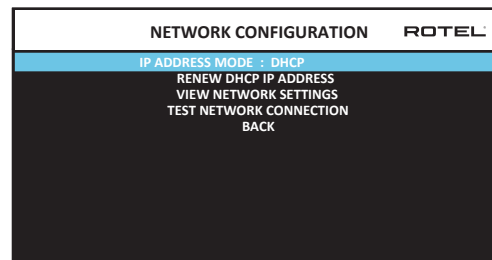 NETWORK CONFIGURATION
ROTEL
IP ADDRESS MODE : DHCP
RENEW DHCP IP ADDRESS
VIEW NETWORK SETTINGS
TEST NETWORK CONNECTION
BACK